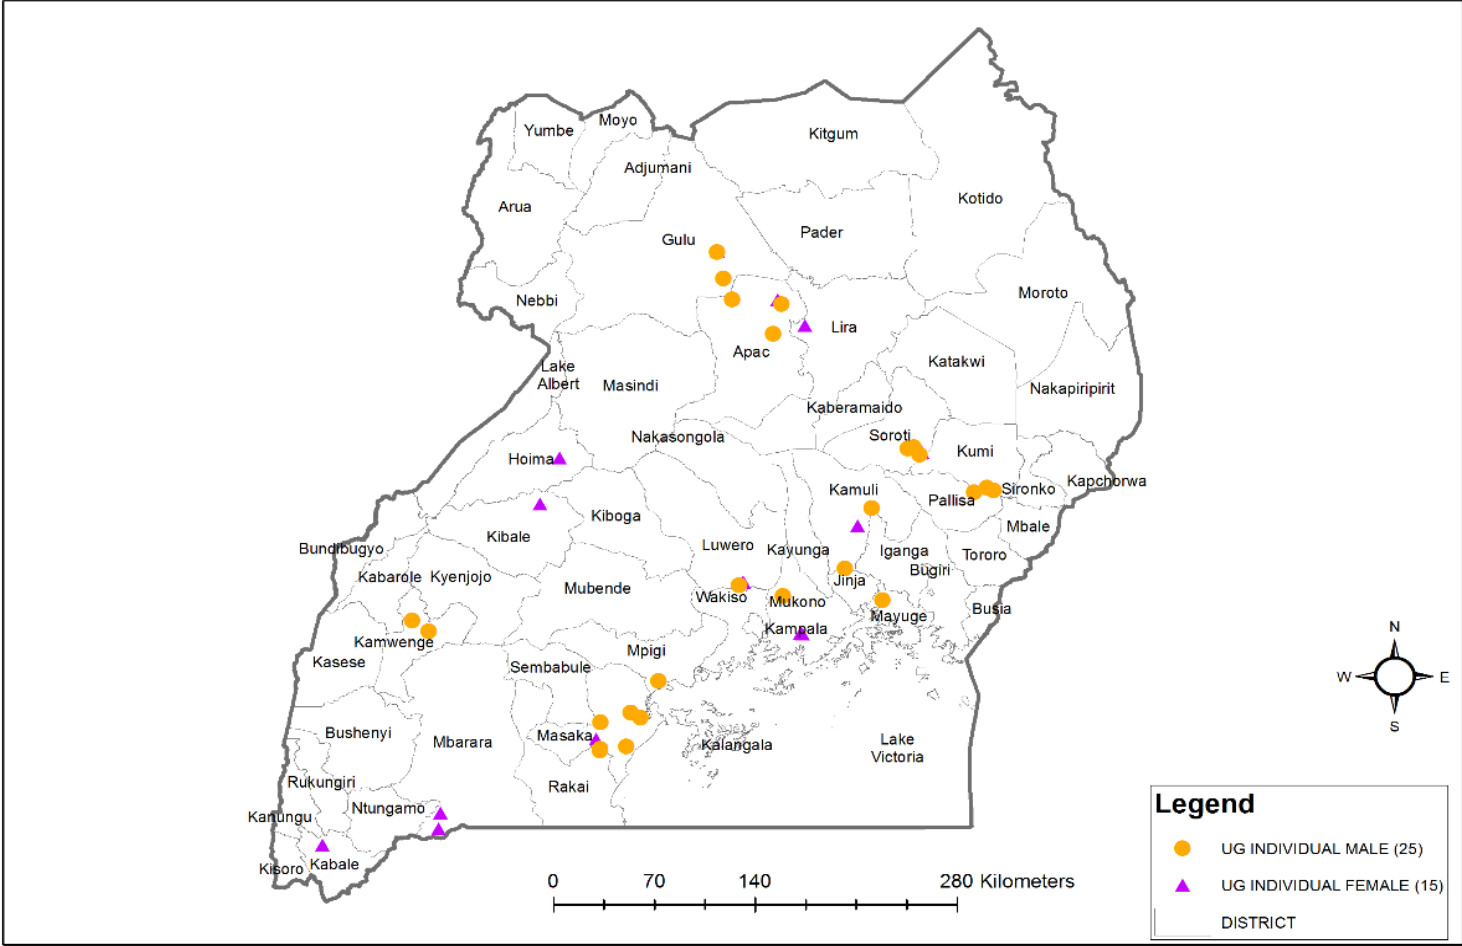 Yumbe
Moyo
Kitgum
Adjumani
Kotido
Arua
Pader
Gulu
Moroto
Nebbi
Lira
Apac
Katakwi
Lake
Albert
Masindi
Nakapiripirit
Kaberamaido
Nakasongola
Soroti
Kumi
Hoima
Kapchorwa
Kamuli
Sironko
Pallisa
Kiboga
Mbale
Kibale
Luwero
Kayunga
Iganga
Tororo
Bundibugyo
Bugiri
Kabarole
Kyenjojo
Mubende
Jinja
Wakiso
Mukono
Busia
Mayuge
Kampala
Kamwenge
Mpigi
Kasese
Sembabule
Bushenyi
Masaka
Mbarara
Kalangala
Lake
Victoria
Rukungiri
Rakai
Ntungamo
Kanungu
Kabale
Kisoro
N
W E
S
0 70 140 280 Kilometers
Legend
UG INDIVIDUAL MALE (25)
UG INDIVIDUAL FEMALE (15)
DISTRICT